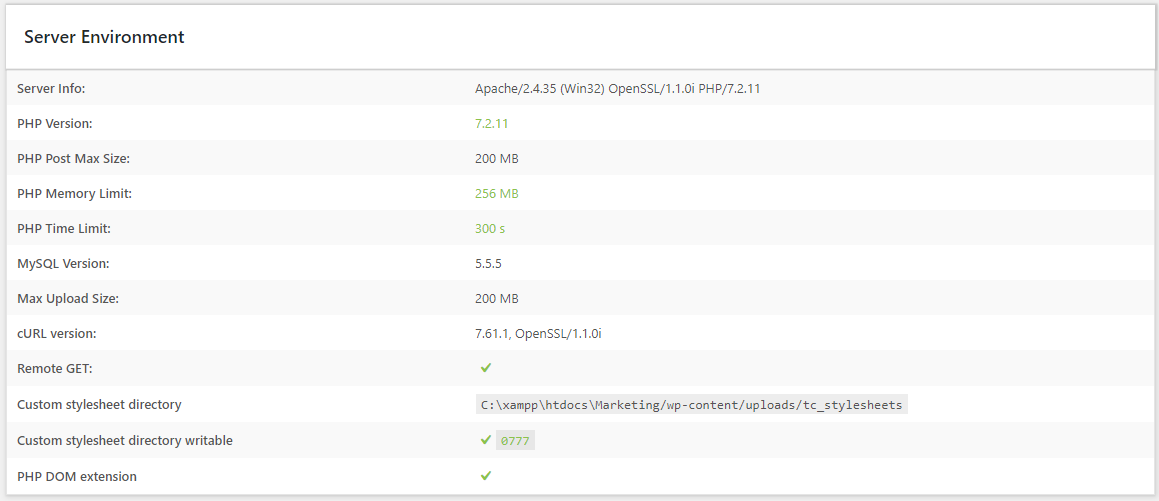 Server Environment
Server Info: Apache/2.4.35 (Win32) OpenSSL/1.1.0i PHP/7.2.11
PHP Version: 7.2.11
PHP Post Max Size: 200 MB
PHP Memory Limit: 256 MB
PHP Time Limit: 300 s
MySQL Version: 5.5.5
Max Upload Size: 200 MB
cURL version: 7.61.1, OpenSSL/1.1.0i
Remote GET: ✔
Custom stylesheet directory C:\xampp\htdocs\Marketing/wp-content/uploads/tc_stylesheets
Custom stylesheet directory writable ✔ 0777
PHP DOM extension ✔